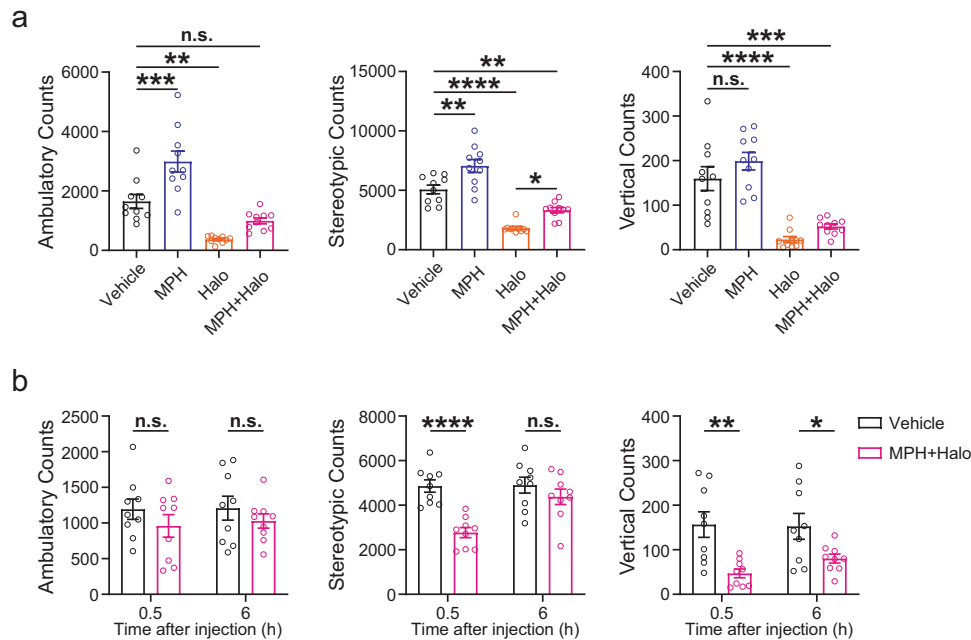 a
n.s.
**
***
Ambulatory Counts
6000
4000
2000
0
Vehicle
MPH
Halo
MPH+Halo
**
****
**
*
Stereotypic Counts
15000
10000
5000
0
Vehicle
MPH
Halo
MPH+Halo
***
****
n.s.
Vertical Counts
400
300
200
100
0
Vehicle
MPH
Halo
MPH+Halo
b
n.s.
n.s.
Ambulatory Counts
2500
2000
1500
1000
500
0
0.5
6
Time after injection (h)
****
n.s.
Stereotypic Counts
8000
6000
4000
2000
0
0.5
6
Time after injection (h)
**
*
Vertical Counts
400
300
200
100
0
0.5
6
Time after injection (h)
Vehicle
MPH+Halo